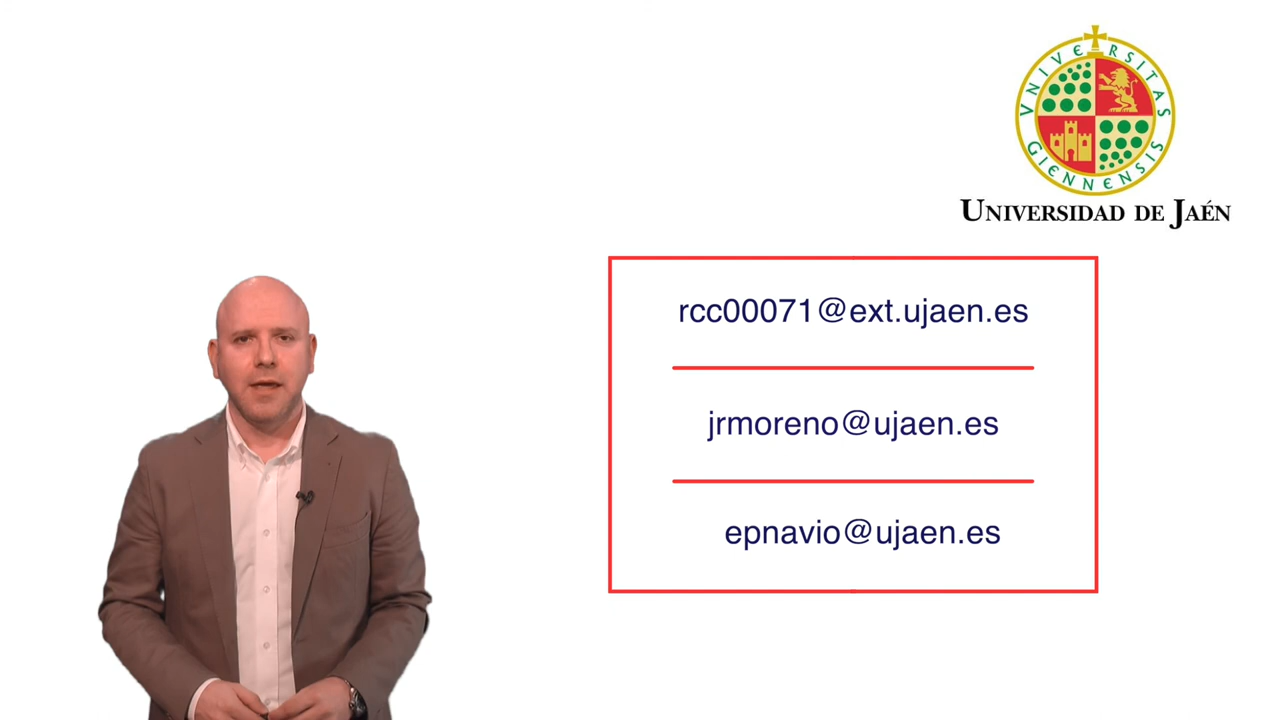 VNIVERSITAS
GIENNENSIS
UNIVERSIDAD DE JAÉN
rcc00071@ext.ujaen.es
jrmoreno@ujaen.es
epnavio@ujaen.es